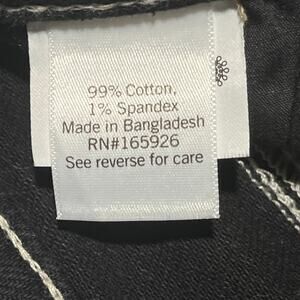 99% Cotton,
1% Spandex
Made in Bangladesh
RN#165926
See reverse for care